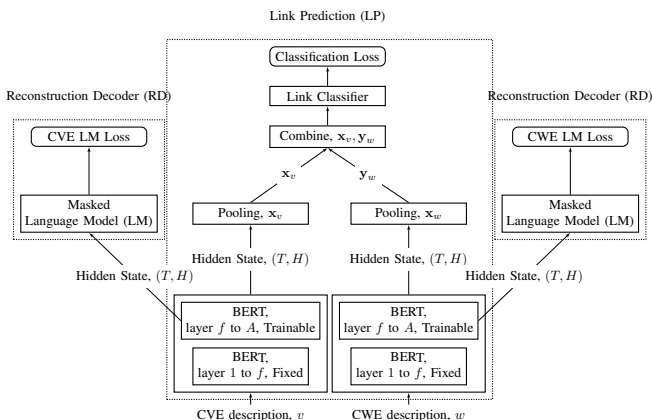 Link Prediction (LP)
Classification Loss
Link Classifier
Combine, x_v, y_w
x_v
y_w
Pooling, x_v
Pooling, x_w
Hidden State, (T, H)
Hidden State, (T, H)
Reconstruction Decoder (RD)
CVE LM Loss
Masked
Language Model (LM)
Hidden State, (T, H)
Reconstruction Decoder (RD)
CWE LM Loss
Masked
Language Model (LM)
Hidden State, (T, H)
BERT,
layer f to A, Trainable
BERT,
layer 1 to f, Fixed
BERT,
layer f to A, Trainable
BERT,
layer 1 to f, Fixed
CVE description, v
CWE description, w